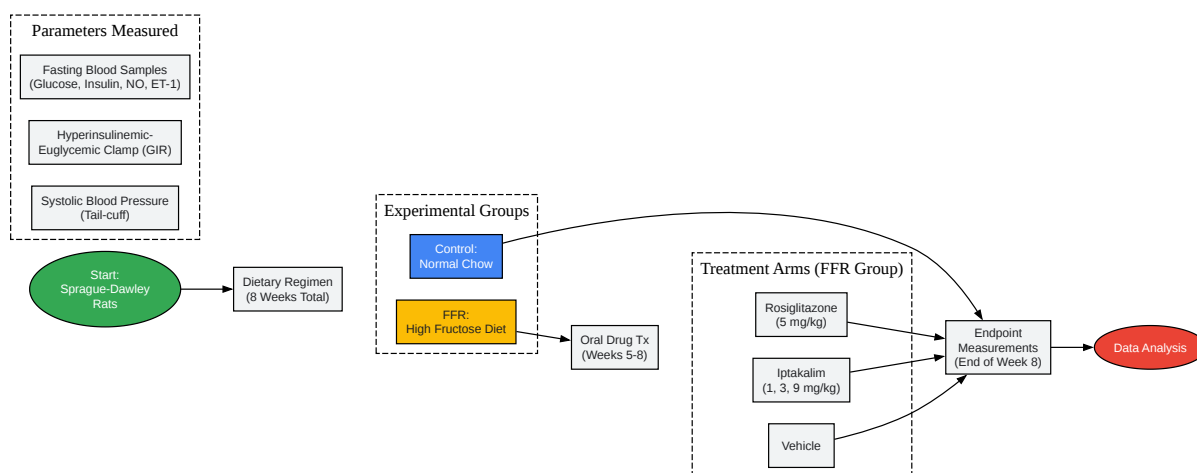 Parameters Measured
Fasting Blood Samples
(Glucose, Insulin, NO, ET-1)
Hyperinsulinemic-
Euglycemic Clamp (GIR)
Systolic Blood Pressure
(Tail-cuff)
Start:
Sprague-Dawley
Rats
Dietary Regimen
(8 Weeks Total)
Experimental Groups
Control:
Normal Chow
FFR:
High Fructose Diet
Oral Drug Tx
(Weeks 5-8)
Treatment Arms (FFR Group)
Rosiglitazone
(5 mg/kg)
Iptakalim
(1, 3, 9 mg/kg)
Vehicle
Endpoint
Measurements
(End of Week 8)
Data Analysis